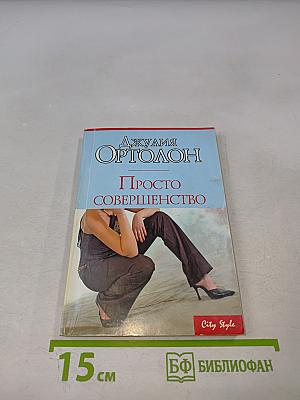 Джулия
Ортолон
Просто
совершенство
City Style
15 см
БФ
БИБЛИОФАН